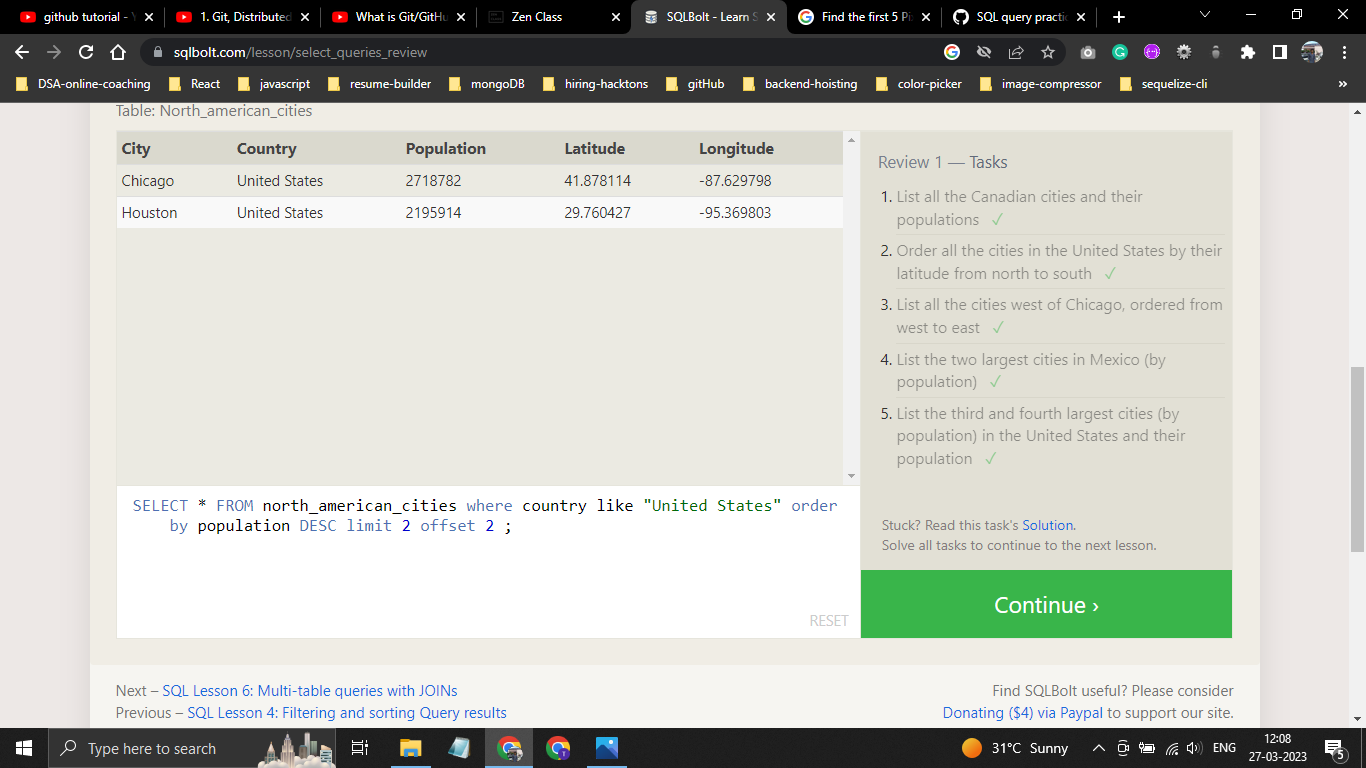 github tutorial - Y
1. Git, Distributed
What is Git/GitHu
Zen Class
SQLBolt - Learn S
Find the first 5 Pi
SQL query practi
sqlbolt.com/lesson/select_queries_review
DSA-online-coaching React javascript resume-builder mongoDB hiring-hacktons gitHub backend-hoisting color-picker image-compressor sequelize-cli »
Table: North_american_cities
City Country Population Latitude Longitude
Chicago United States 2718782 41.878114 -87.629798
Houston United States 2195914 29.760427 -95.369803
SELECT * FROM north_american_cities where country like "United States" order
by population DESC limit 2 offset 2 ;
RESET
Review 1 — Tasks
1. List all the Canadian cities and their
populations ✓
2. Order all the cities in the United States by their
latitude from north to south ✓
3. List all the cities west of Chicago, ordered from
west to east ✓
4. List the two largest cities in Mexico (by
population) ✓
5. List the third and fourth largest cities (by
population) in the United States and their
population ✓
Stuck? Read this task's Solution.
Solve all tasks to continue to the next lesson.
Continue ›
Next – SQL Lesson 6: Multi-table queries with JOINs
Previous – SQL Lesson 4: Filtering and sorting Query results
Find SQLBolt useful? Please consider
Donating ($4) via Paypal to support our site.
Type here to search
31°C Sunny
ENG
12:08
27-03-2023
5